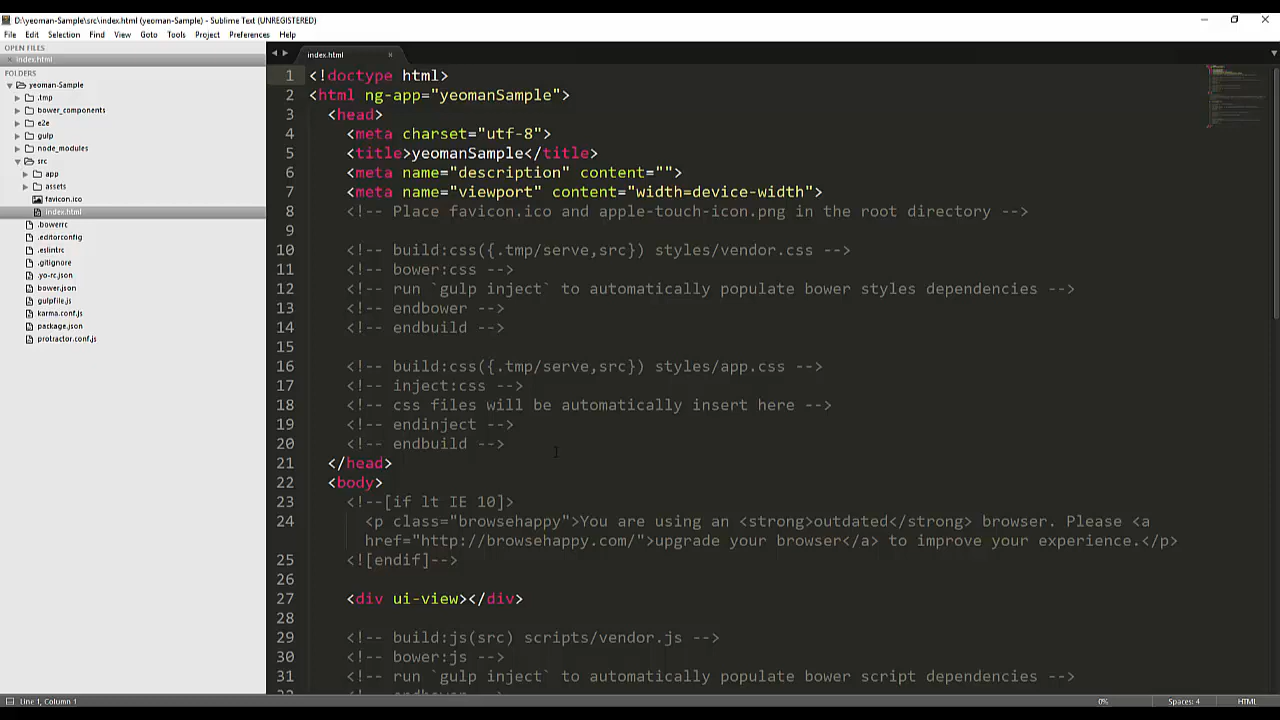 D:\yeoman-Sample\src\index.html (yeoman-Sample) - Sublime Text (UNREGISTERED)
File Edit Selection Find View Goto Tools Project Preferences Help
OPEN FILES
index.html
FOLDERS
yeoman-Sample
.tmp
bower_components
e2e
gulp
node_modules
src
app
assets
favicon.ico
index.html
.bowerrc
.editorconfig
.eslintrc
.gitignore
.yo-rc.json
bower.json
gulpfile.js
karma.conf.js
package.json
protractor.conf.js
index.html
1 <!doctype html>
2 <html ng-app="yeomanSample">
3 <head>
4 <meta charset="utf-8">
5 <title>yeomanSample</title>
6 <meta name="description" content="">
7 <meta name="viewport" content="width=device-width">
8 <!-- Place favicon.ico and apple-touch-icon.png in the root directory -->
9
10 <!-- build:css({.tmp/serve,src}) styles/vendor.css -->
11 <!-- bower:css -->
12 <!-- run `gulp inject` to automatically populate bower styles dependencies -->
13 <!-- endbower -->
14 <!-- endbuild -->
15
16 <!-- build:css({.tmp/serve,src}) styles/app.css -->
17 <!-- inject:css -->
18 <!-- css files will be automatically insert here -->
19 <!-- endinject -->
20 <!-- endbuild -->
21 </head>
22 <body>
23 <!--[if lt IE 10]>
24 <p class="browsehappy">You are using an <strong>outdated</strong> browser. Please <a
href="http://browsehappy.com/">upgrade your browser</a> to improve your experience.</p>
25 <![endif]-->
26
27 <div ui-view></div>
28
29 <!-- build:js(src) scripts/vendor.js -->
30 <!-- bower:js -->
31 <!-- run `gulp inject` to automatically populate bower script dependencies -->
Line 1, Column 1
0%
Spaces: 4
HTML